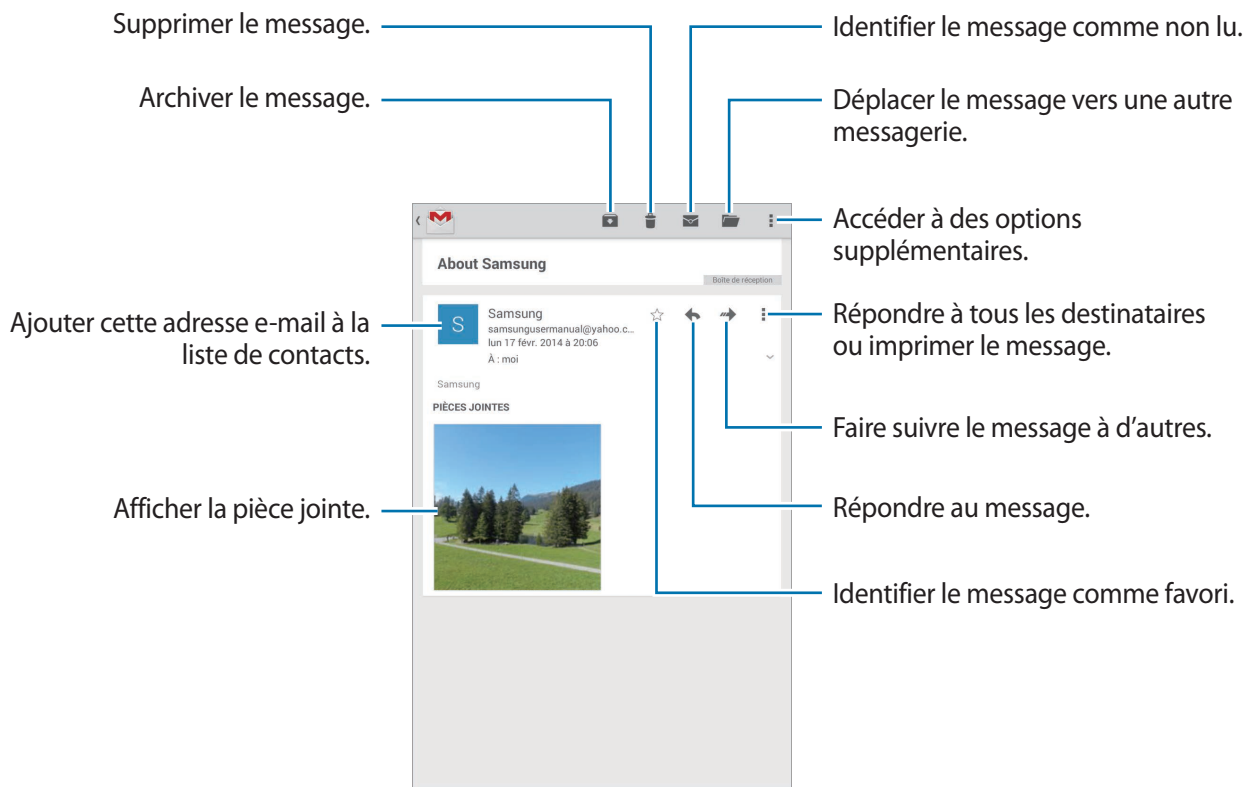 Supprimer le message.
Archiver le message.
Identifier le message comme non lu.
Déplacer le message vers une autre
messagerie.
Accéder à des options
supplémentaires.
About Samsung
Boîte de réception
Ajouter cette adresse e-mail à la
liste de contacts.
S
Samsung
samsungusermanual@yahoo.c...
lun 17 févr. 2014 à 20:06
À : moi
Répondre à tous les destinataires
ou imprimer le message.
Samsung
PIÈCES JOINTES
Faire suivre le message à d'autres.
Afficher la pièce jointe.
Répondre au message.
Identifier le message comme favori.